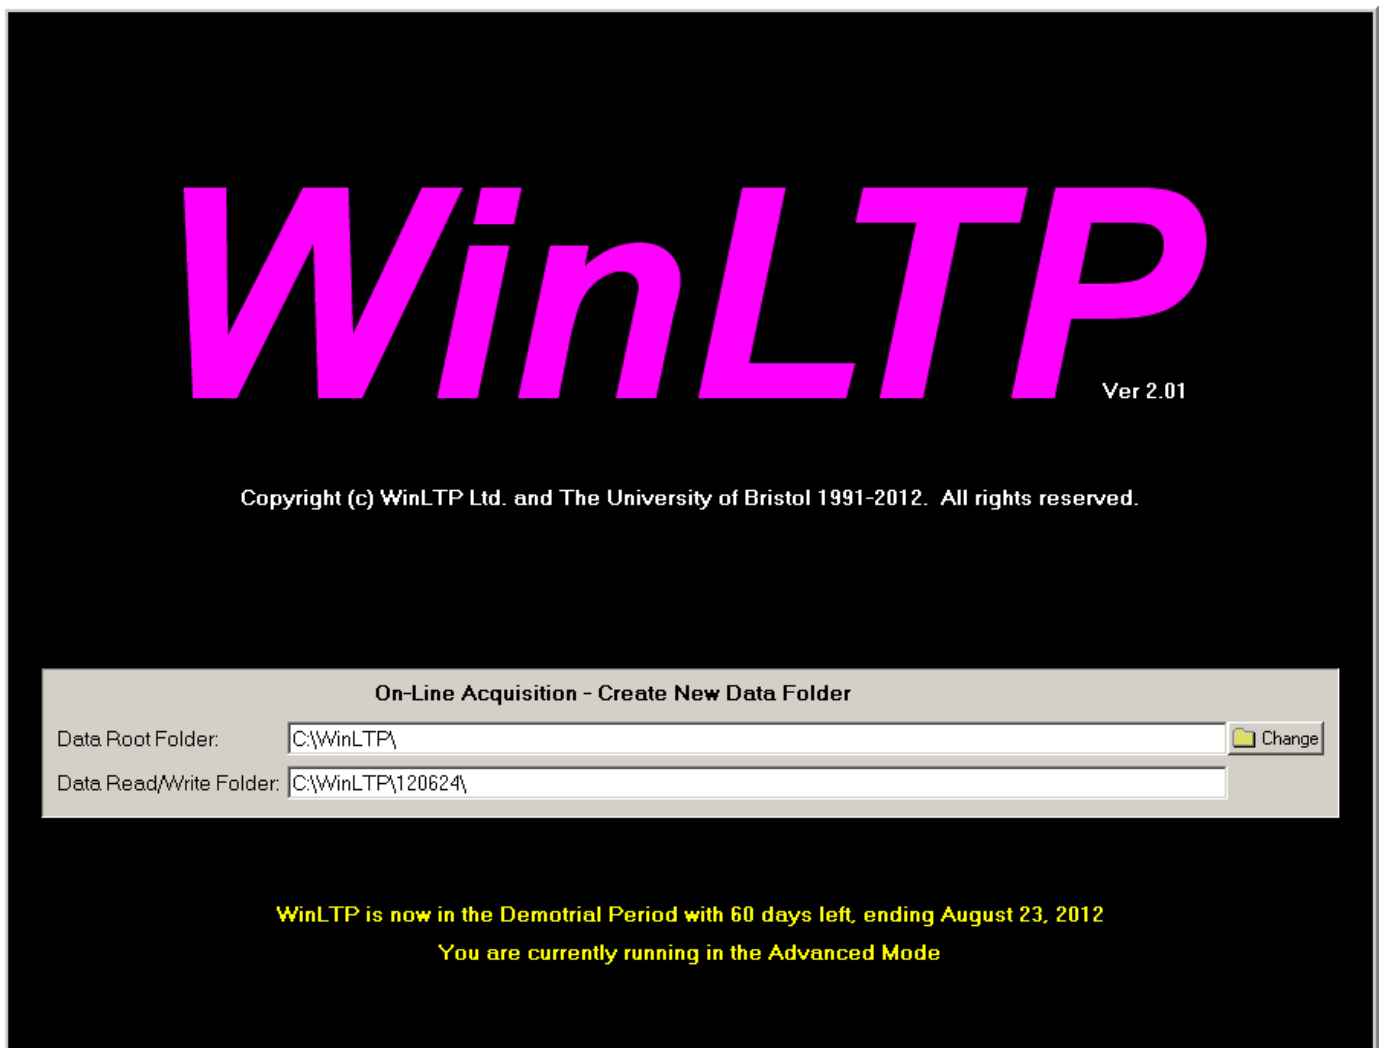 WinLTP
Ver 2.01
Copyright (c) WinLTP Ltd. and The University of Bristol 1991-2012.  All rights reserved.
On-Line Acquisition - Create New Data Folder
Data Root Folder: C:\WinLTP\ Change
Data Read/Write Folder: C:\WinLTP\120624\
WinLTP is now in the Demotrial Period with 60 days left, ending August 23, 2012
You are currently running in the Advanced Mode